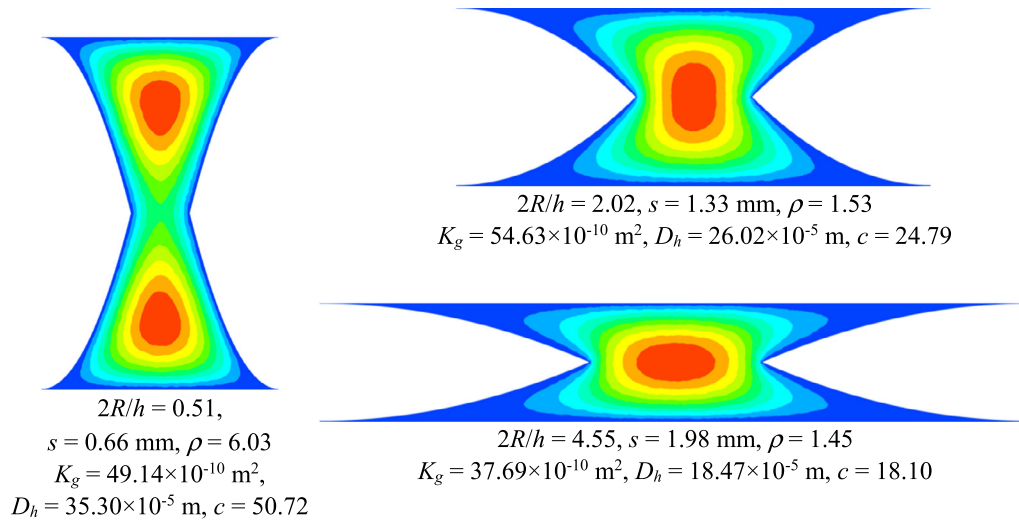 2R/h = 0.51,
s = 0.66 mm, ρ = 6.03
Kg = 49.14×10-10 m2,
Dh = 35.30×10-5 m, c = 50.72
2R/h = 2.02, s = 1.33 mm, ρ = 1.53
Kg = 54.63×10-10 m2, Dh = 26.02×10-5 m, c = 24.79
2R/h = 4.55, s = 1.98 mm, ρ = 1.45
Kg = 37.69×10-10 m2, Dh = 18.47×10-5 m, c = 18.10